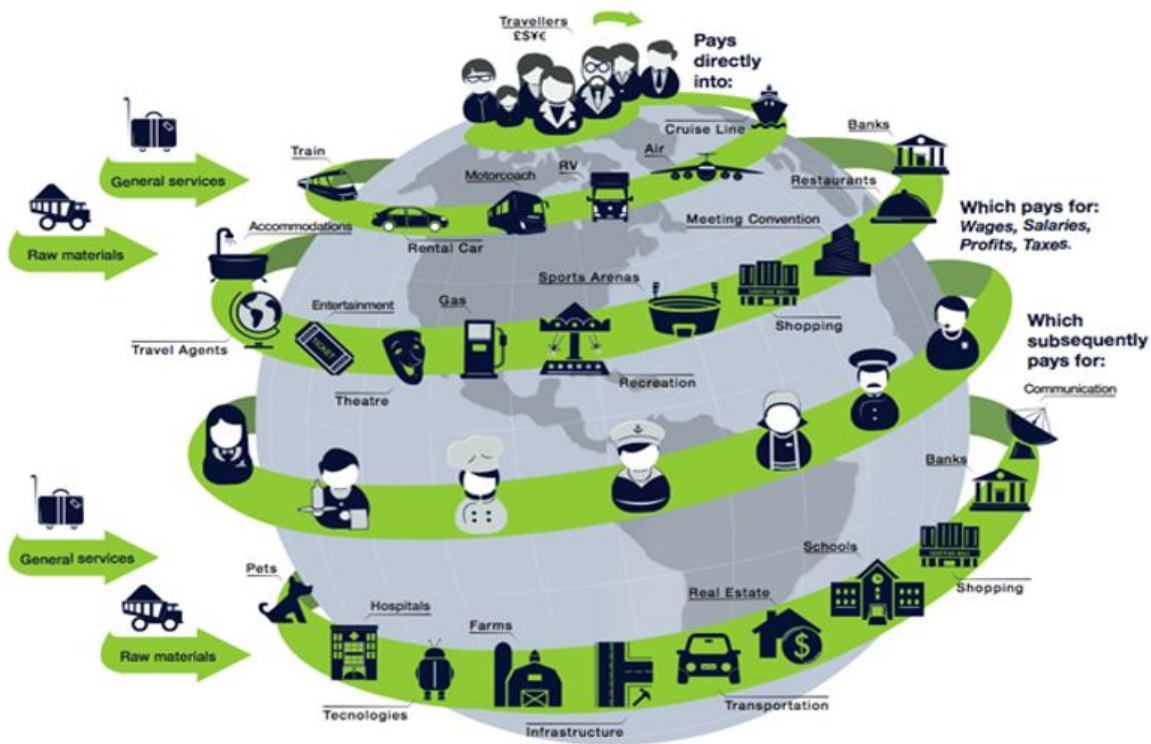 Travellers
£$¥€
Pays
directly
into:
Cruise Line
Banks
Train
Air
RV
Motorcoach
General services
Restaurants
Accommodations
Rental Car
Meeting Convention
Which pays for:
Wages, Salaries,
Profits, Taxes.
Raw materials
Sports Arenas
Entertainment
Gas
Shopping
TICKET
Travel Agents
Theatre
Recreation
Which
subsequently
pays for:
Communication
Banks
General services
Schools
Shopping
Pets
Real Estate
Hospitals
Farms
Raw materials
Transportation
Tecnologies
Infrastructure